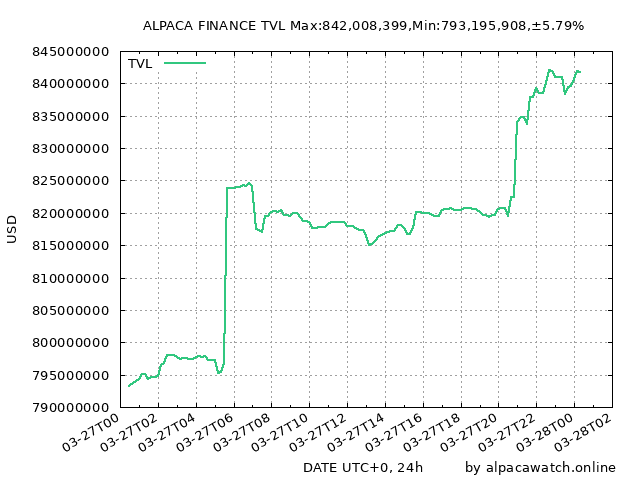 ALPACA FINANCE TVL Max:842,008,399,Min:793,195,908,±5.79%
TVL
845000000
840000000
835000000
830000000
825000000
820000000
815000000
810000000
805000000
800000000
795000000
790000000
USD
03-27T00
03-27T02
03-27T04
03-27T06
03-27T08
03-27T10
03-27T12
03-27T14
03-27T16
03-27T18
03-27T20
03-27T22
03-28T00
03-28T02
DATE UTC+0, 24h
by alpacawatch.online